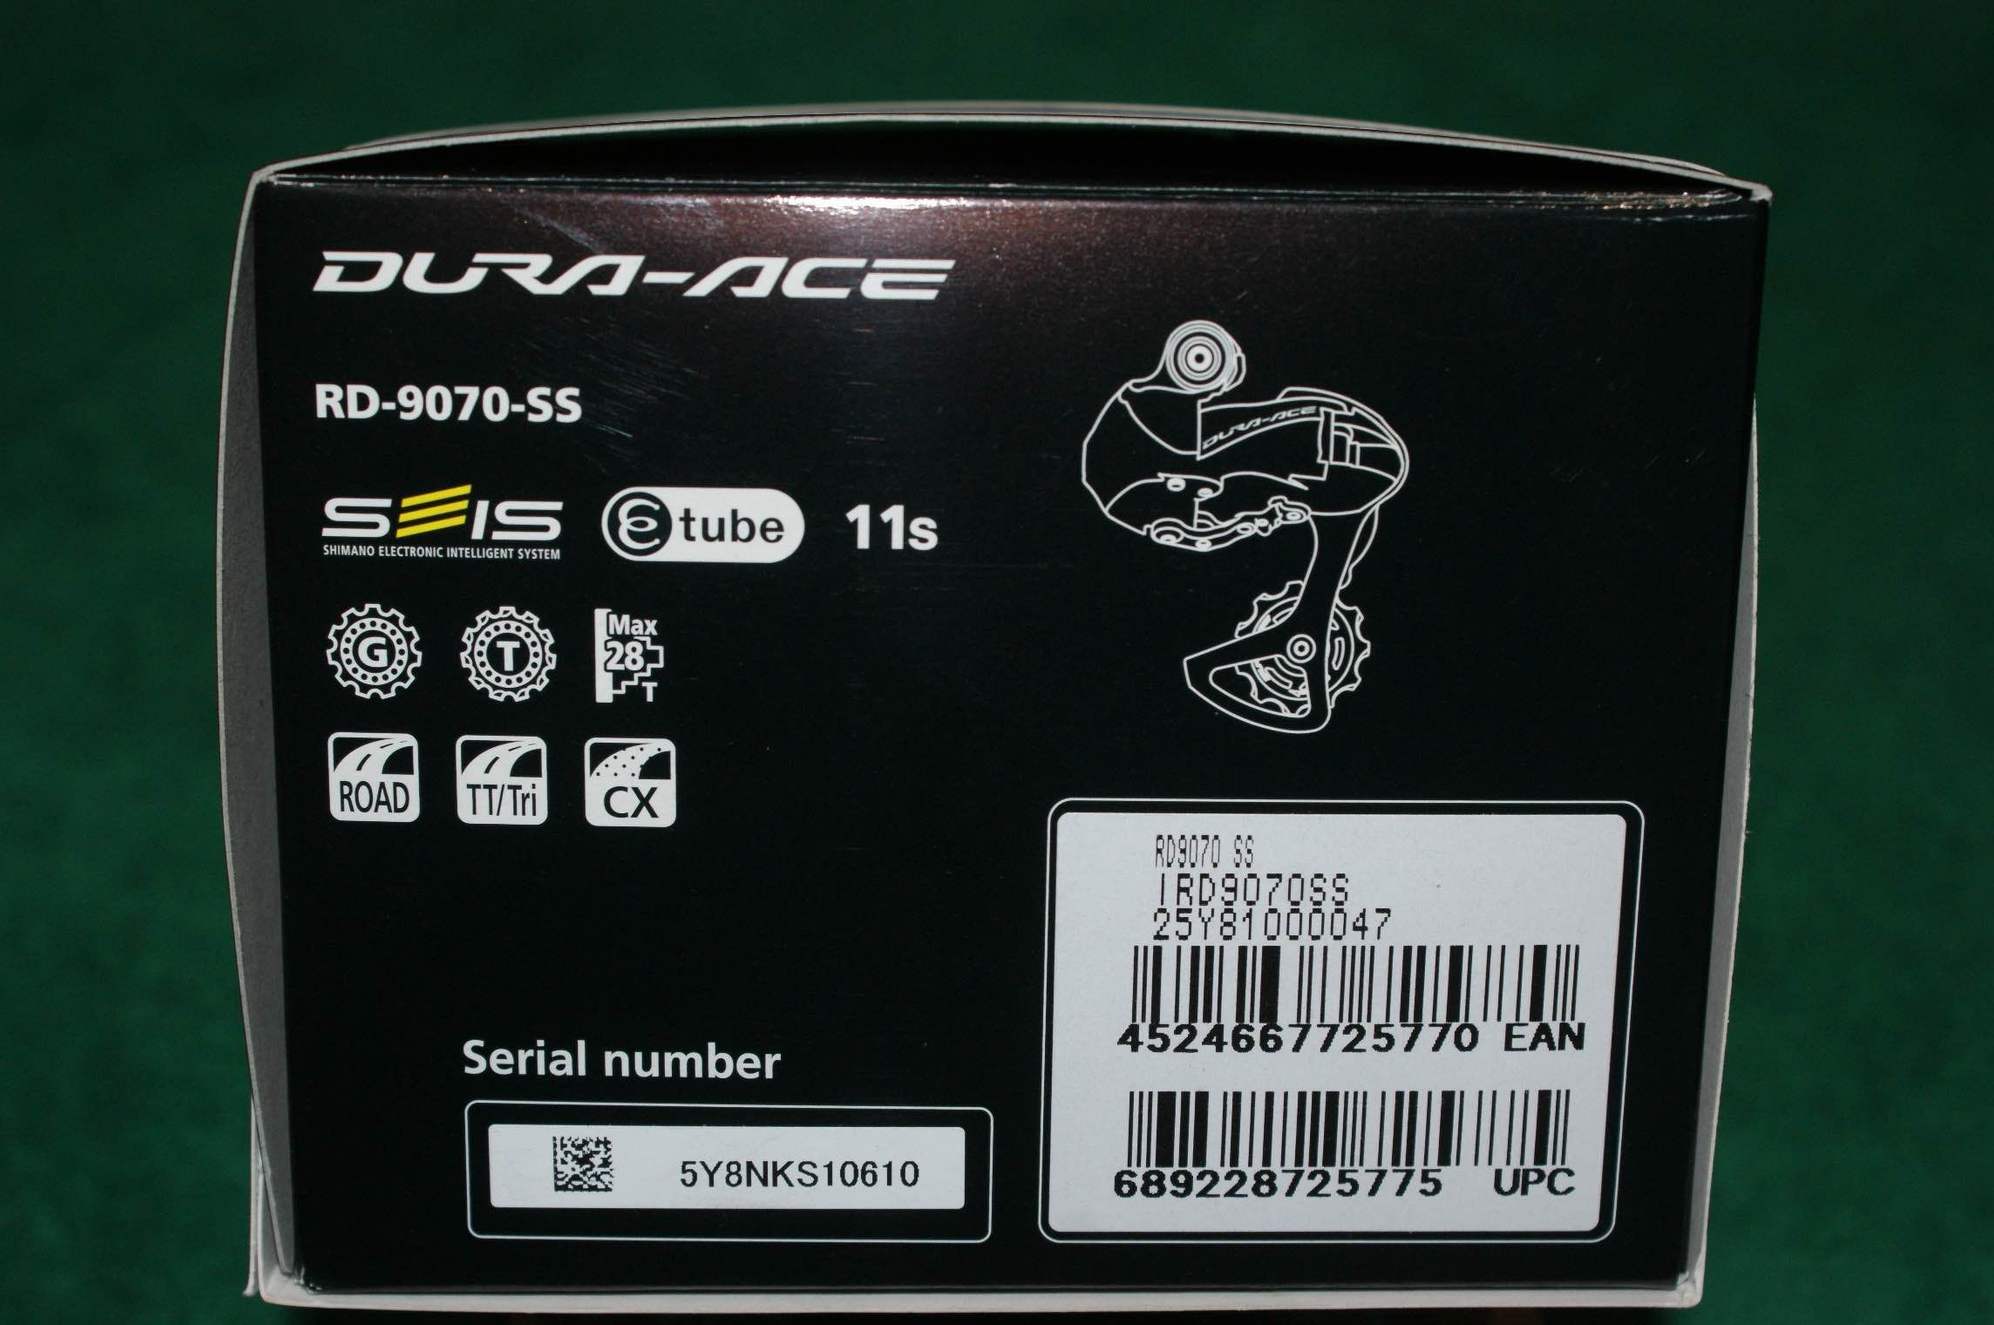 DURA-ACE
RD-9070-SS
SEIS
SHIMANO ELECTRONIC INTELLIGENT SYSTEM
tube
11s
DURA-ACE
G
T
Max
28
T
ROAD
TT/Tri
CX
RD9070 SS
IRD9070SS
25Y81000047
4524667725770 EAN
689228725775 UPC
Serial number
5Y8NKS10610